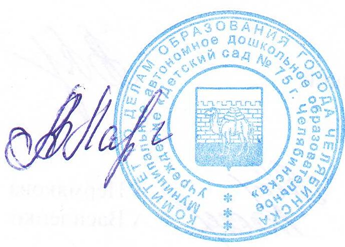 КОМИТЕТ ПО ДЕЛАМ ОБРАЗОВАНИЯ ГОРОДА ЧЕЛЯБИНСКА
Муниципальное автономное дошкольное образовательное
учреждение «Детский сад № 75 г. Челябинска»